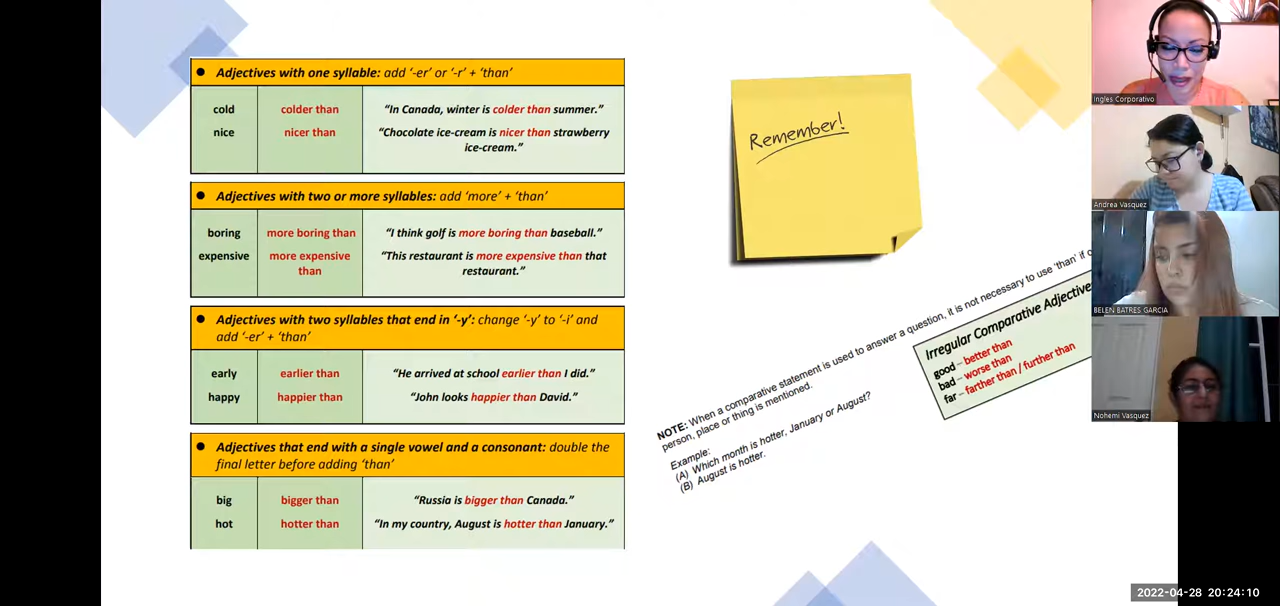 ● Adjectives with one syllable: add ‘-er’ or ‘-r’ + ‘than’
cold colder than “In Canada, winter is colder than summer.”
nice nicer than “Chocolate ice-cream is nicer than strawberry
ice-cream.”
● Adjectives with two or more syllables: add ‘more’ + ‘than’
boring more boring than “I think golf is more boring than baseball.”
expensive more expensive “This restaurant is more expensive than that
than restaurant.”
● Adjectives with two syllables that end in ‘-y’: change ‘-y’ to ‘-i’ and
add ‘-er’ + ‘than’
early earlier than “He arrived at school earlier than I did.”
happy happier than “John looks happier than David.”
● Adjectives that end with a single vowel and a consonant: double the
final letter before adding ‘than’
big bigger than “Russia is bigger than Canada.”
hot hotter than “In my country, August is hotter than January.”
Remember!
NOTE: When a comparative statement is used to answer a question, it is not necessary to use ‘than’ if
person, place or thing is mentioned.
Example:
(A) Which month is hotter, January or August?
(B) August is hotter.
Irregular Comparative Adjective
good – better than
bad – worse than
far – farther than / further than
Ingles Corporativo
Andrea Vasquez
BELEN BATRES GARCIA
Nohemi Vasquez
2022-04-28 20:24:10